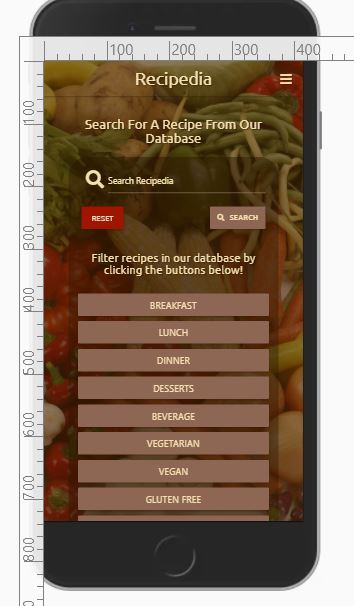 100 200 300 400
Recipedia
100
200
300
400
500
600
700
800
Search For A Recipe From Our
Database
Search Recipedia
RESET SEARCH
Filter recipes in our database by
clicking the buttons below!
BREAKFAST
LUNCH
DINNER
DESSERTS
BEVERAGE
VEGETARIAN
VEGAN
GLUTEN FREE